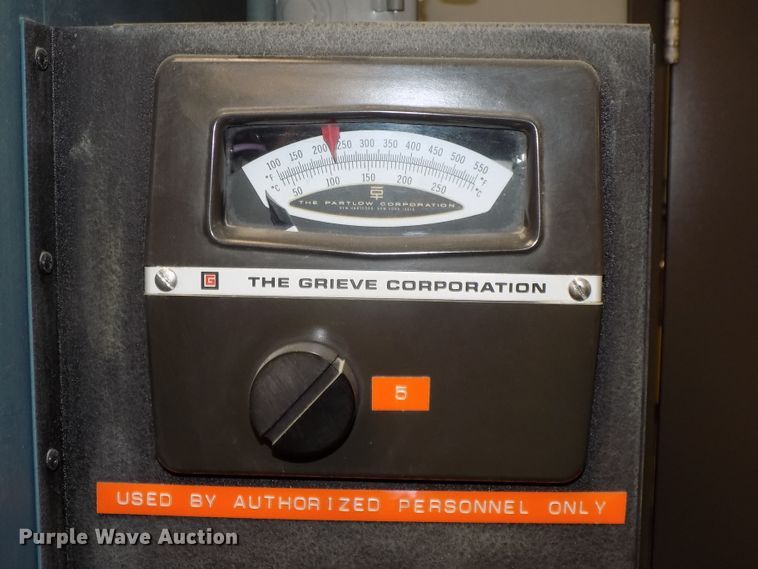 100 150 200 250 300 350 400 450 500 550
°F °F
°C 50 100 150 200 250 °C
THE PARTLOW CORPORATION
G THE GRIEVE CORPORATION
5
USED BY AUTHORIZED PERSONNEL ONLY
Purple Wave Auction